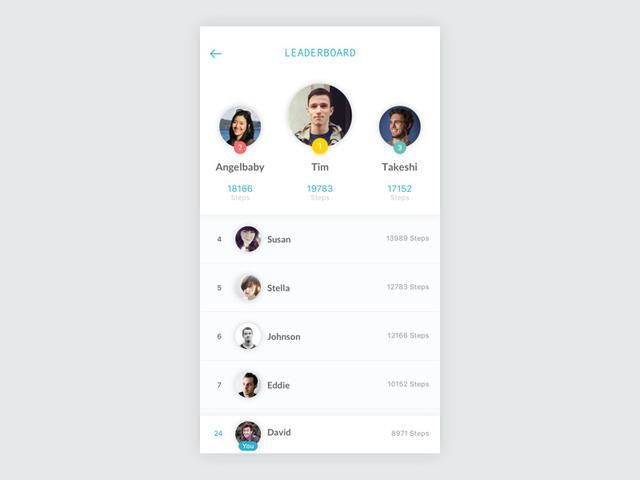 LEADERBOARD
2
1
3
Angelbaby
Tim
Takeshi
18166
19783
17152
Steps
Steps
Steps
4 Susan 13989 Steps
5 Stella 12783 Steps
6 Johnson 12166 Steps
7 Eddie 10152 Steps
24 David 8971 Steps
You